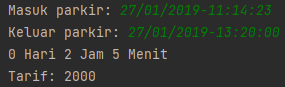 Masuk parkir: 27/01/2019-11:14:23
Keluar parkir: 27/01/2019-13:20:00
0 Hari 2 Jam 5 Menit
Tarif: 2000